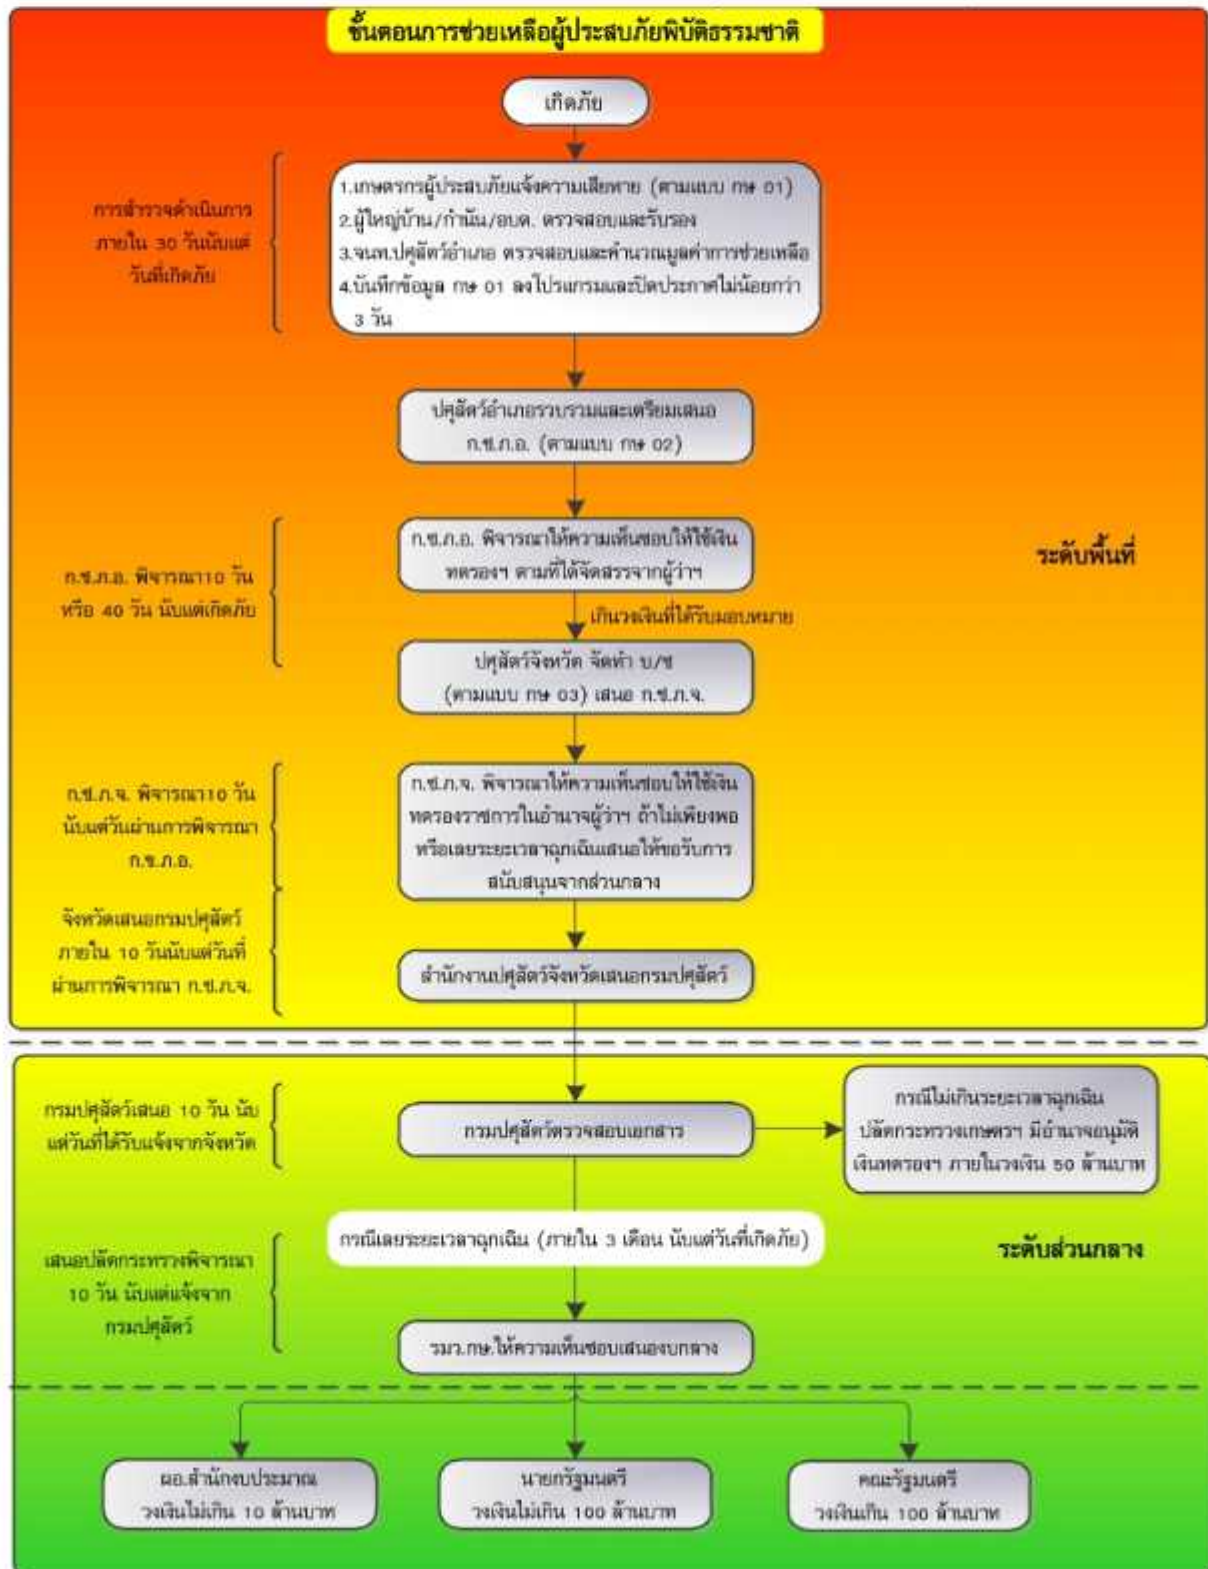 ขั้นตอนการช่วยเหลือผู้ประสบภัยพิบัติธรรมชาติ
เกิดภัย
การสำรวจดำเนินการ
ภายใน 30 วันนับแต่
วันที่เกิดภัย
1.เกษตรกรผู้ประสบภัยแจ้งความเสียหาย (ตามแบบ กษ 01)
2.ผู้ใหญ่บ้าน/กำนัน/อบต. ตรวจสอบและรับรอง
3.จนท.ปศุสัตว์อำเภอ ตรวจสอบและคำนวณมูลค่าการช่วยเหลือ
4.บันทึกข้อมูล กษ 01 ลงโปรแกรมและปิดประกาศไม่น้อยกว่า
3 วัน
ปศุสัตว์อำเภอรวบรวมและเตรียมเสนอ
ก.ช.ภ.อ. (ตามแบบ กษ 02)
ก.ช.ภ.อ. พิจารณา10 วัน
หรือ 40 วัน นับแต่เกิดภัย
ก.ช.ภ.อ. พิจารณาให้ความเห็นชอบให้ใช้เงิน
ทดรองฯ ตามที่ได้จัดสรรจากผู้ว่าฯ
ระดับพื้นที่
เกินวงเงินที่ได้รับมอบหมาย
ปศุสัตว์จังหวัด จัดทำ บ/ช
(ตามแบบ กษ 03) เสนอ ก.ช.ภ.จ.
ก.ช.ภ.จ. พิจารณา10 วัน
นับแต่วันผ่านการพิจารณา
ก.ช.ภ.อ.
ก.ช.ภ.จ. พิจารณาให้ความเห็นชอบให้ใช้เงิน
ทดรองราชการในอำนาจผู้ว่าฯ ถ้าไม่เพียงพอ
หรือเลยระยะเวลาฉุกเฉินเสนอให้ขอรับการ
สนับสนุนจากส่วนกลาง
จังหวัดเสนอกรมปศุสัตว์
ภายใน 10 วันนับแต่วันที่
ผ่านการพิจารณา ก.ช.ภ.จ.
สำนักงานปศุสัตว์จังหวัดเสนอกรมปศุสัตว์
กรมปศุสัตว์เสนอ 10 วัน นับ
แต่วันที่ได้รับแจ้งจากจังหวัด
กรมปศุสัตว์ตรวจสอบเอกสาร
กรณีไม่เกินระยะเวลาฉุกเฉิน
ปลัดกระทรวงเกษตรฯ มีอำนาจอนุมัติ
เงินทดรองฯ ภายในวงเงิน 50 ล้านบาท
กรณีเลยระยะเวลาฉุกเฉิน (ภายใน 3 เดือน นับแต่วันที่เกิดภัย)
ระดับส่วนกลาง
เสนอปลัดกระทรวงพิจารณา
10 วัน นับแต่แจ้งจาก
กรมปศุสัตว์
รมว.กษ.ให้ความเห็นชอบเสนองบกลาง
ผอ.สำนักงบประมาณ
วงเงินไม่เกิน 10 ล้านบาท
นายกรัฐมนตรี
วงเงินไม่เกิน 100 ล้านบาท
คณะรัฐมนตรี
วงเงินเกิน 100 ล้านบาท